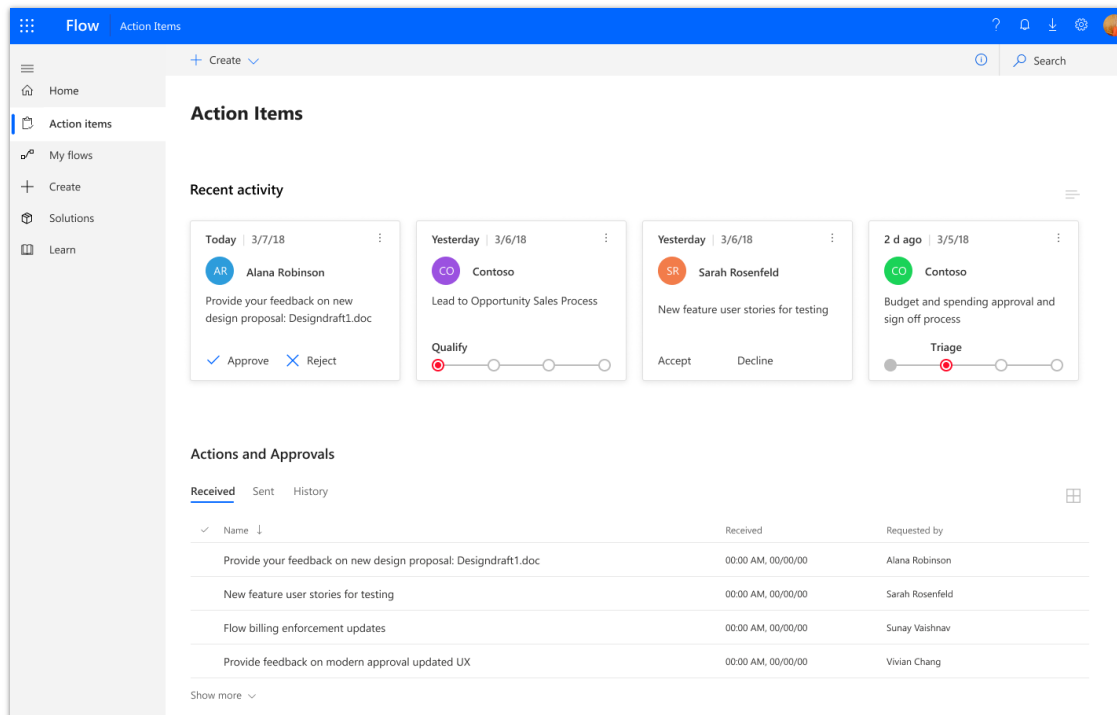 Flow Action Items
Create
Search
Home
Action items
My flows
Create
Solutions
Learn
Action Items
Recent activity
Today | 3/7/18
AR Alana Robinson
Provide your feedback on new
design proposal: Designdraft1.doc
Approve Reject
Yesterday | 3/6/18
CO Contoso
Lead to Opportunity Sales Process
Qualify
Yesterday | 3/6/18
SR Sarah Rosenfeld
New feature user stories for testing
Accept Decline
2 d ago | 3/5/18
CO Contoso
Budget and spending approval and
sign off process
Triage
Actions and Approvals
Received Sent History
Name ↓ Received Requested by
Provide your feedback on new design proposal: Designdraft1.doc 00:00 AM, 00/00/00 Alana Robinson
New feature user stories for testing 00:00 AM, 00/00/00 Sarah Rosenfeld
Flow billing enforcement updates 00:00 AM, 00/00/00 Sunay Vaishnav
Provide feedback on modern approval updated UX 00:00 AM, 00/00/00 Vivian Chang
Show more